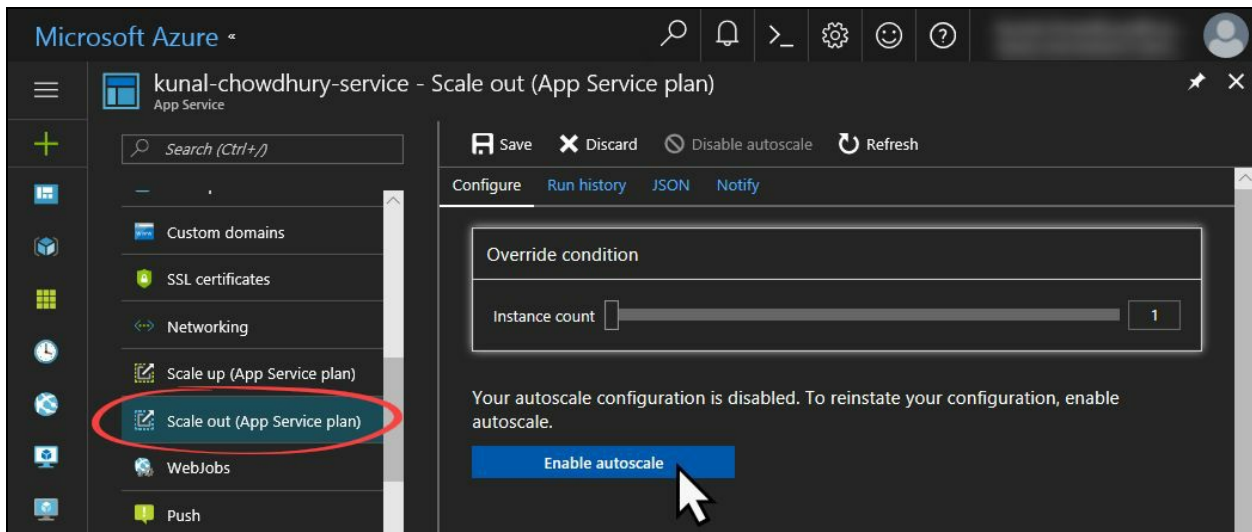 Microsoft Azure «
kunal-chowdhury-service - Scale out (App Service plan)
App Service
Search (Ctrl+/)
Save Discard Disable autoscale Refresh
Configure Run history JSON Notify
Custom domains
SSL certificates
Networking
Scale up (App Service plan)
Scale out (App Service plan)
WebJobs
Push
Override condition
Instance count 1
Your autoscale configuration is disabled. To reinstate your configuration, enable
autoscale.
Enable autoscale